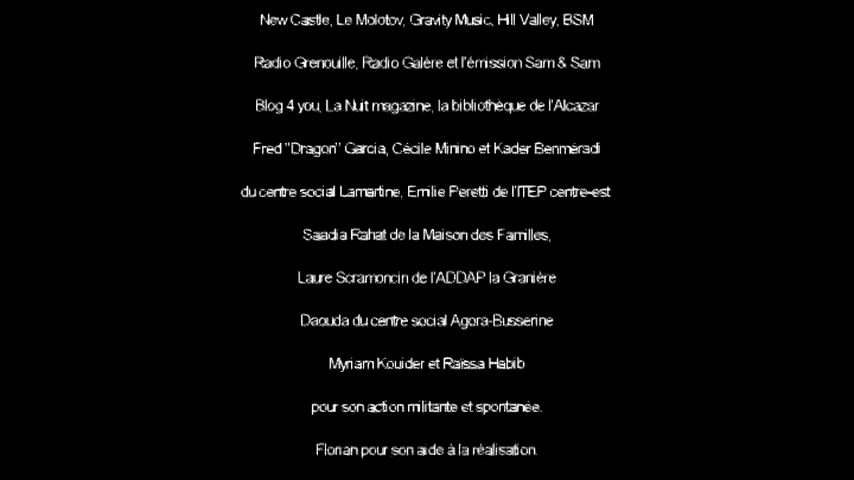 New Castle, Le Molotov, Gravity Music, Hill Valley, BSM
Radio Grenouille, Radio Galère et l'émission Sam & Sam
Blog 4 you, La Nuit magazine, la bibliothèque de l'Alcazar
Fred "Dragon" Garcia, Cécile Minino et Kader Benméradi
du centre social Lamartine, Emilie Peretti de l'ITEP centre-est
Saadia Rahat de la Maison des Familles,
Laure Scramoncin de l'ADDAP la Granière
Daouda du centre social Agora-Busserine
Myriam Kouider et Raïssa Habib
pour son action militante et spontanée.
Florian pour son aide à la réalisation.